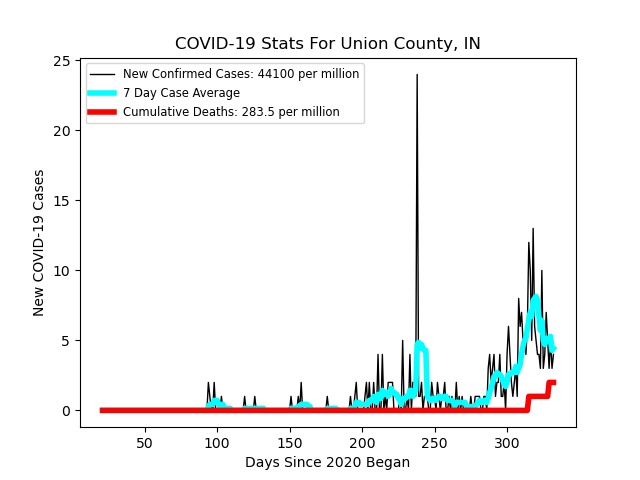 COVID-19 Stats For Union County, IN
New Confirmed Cases: 44100 per million
7 Day Case Average
Cumulative Deaths: 283.5 per million
New COVID-19 Cases
25
20
15
10
5
0
50 100 150 200 250 300
Days Since 2020 Began